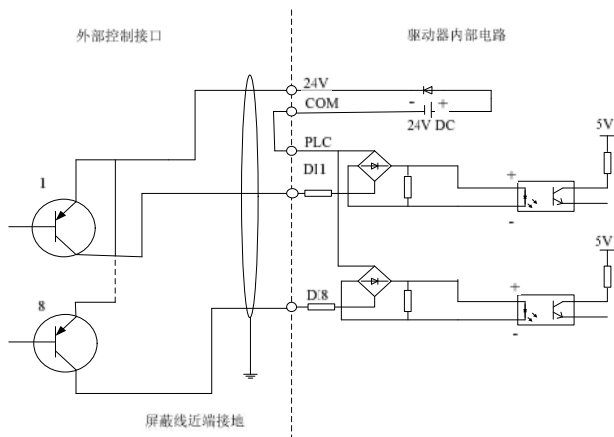 外部控制接口
驱动器内部电路
24V
COM
- +
24V DC
PLC
5V
1
DI1
+
-
5V
8
DI8
+
-
屏蔽线近端接地